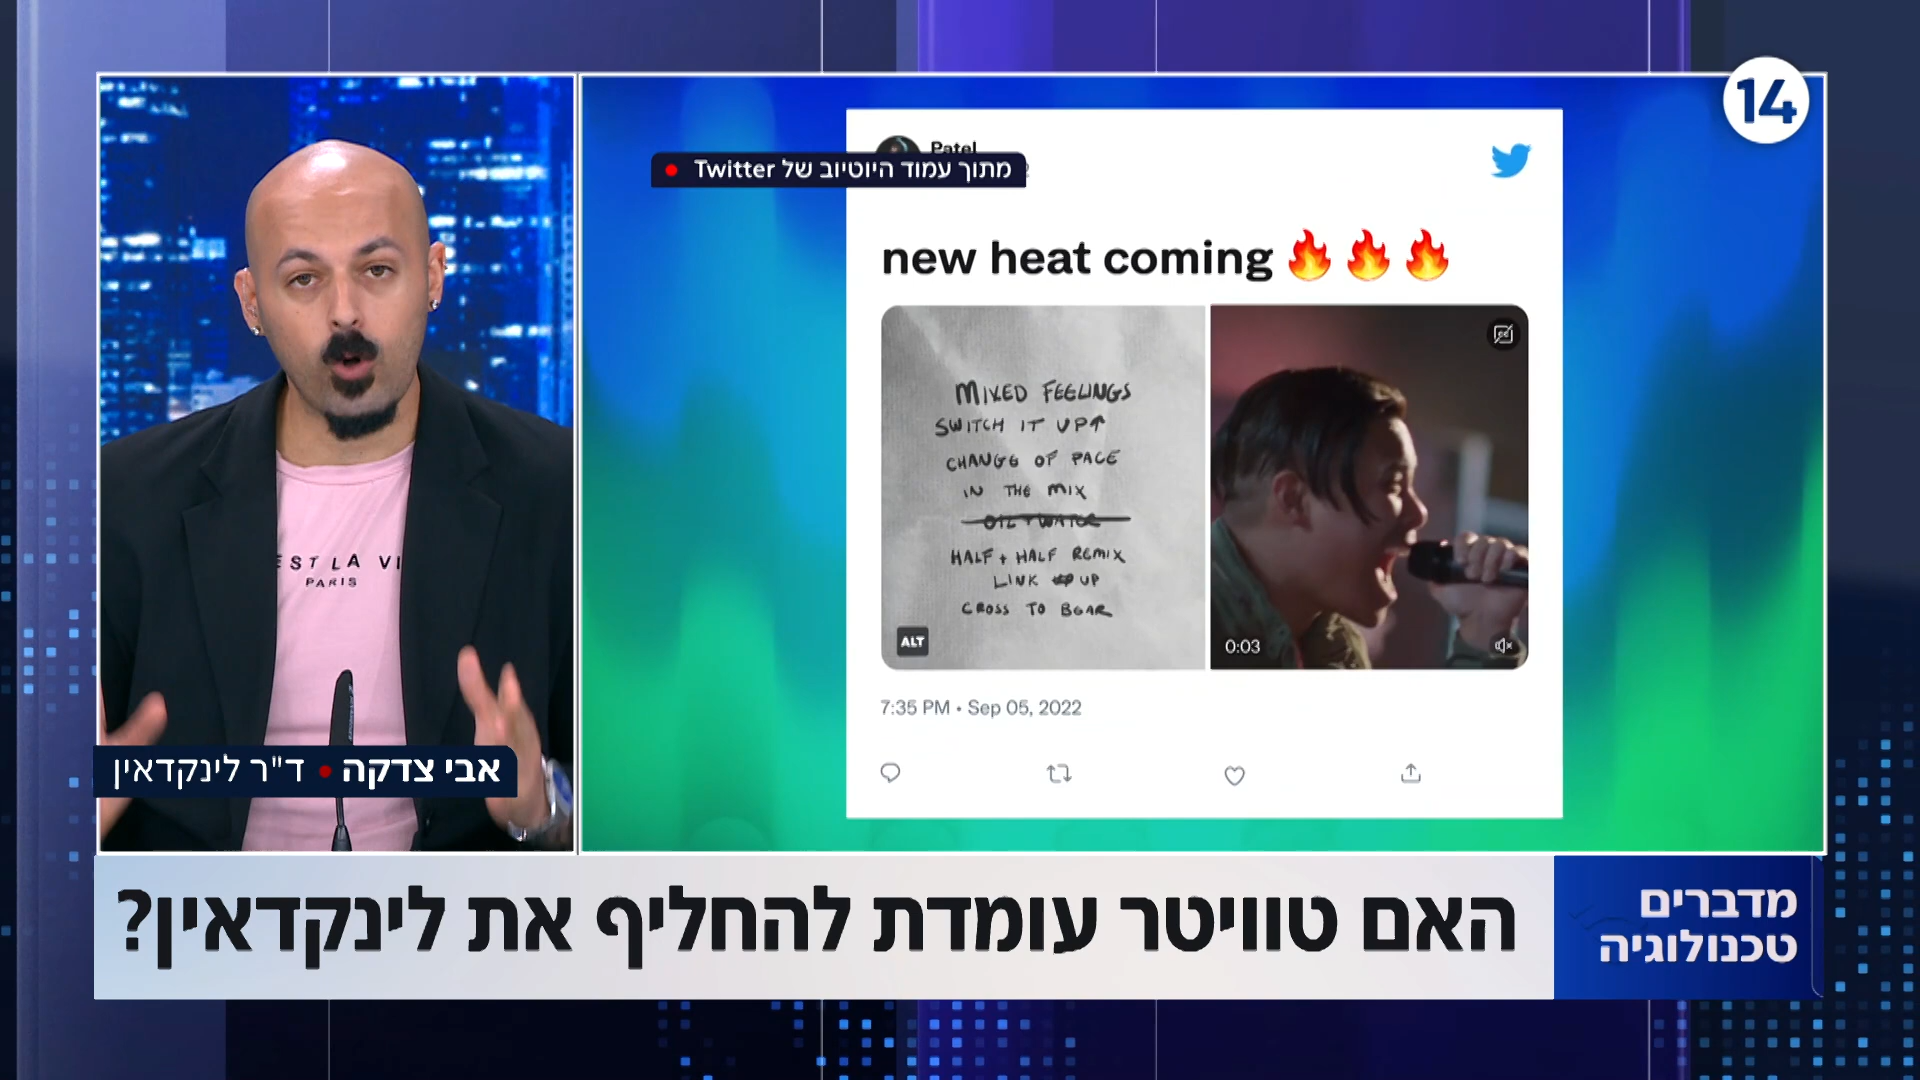 14
Patel
מתוך עמוד היוטיוב של Twitter
new heat coming 🔥🔥🔥
MIXED FEELINGS
SWITCH IT UP↑
CHANGE OF PACE
IN THE MIX
OIL + WATER
HALF + HALF REMIX
LINK UP
CROSS TO BEAR
ALT
0:03
7:35 PM • Sep 05, 2022
EST LA VI
PARIS
אבי צדקה • ד"ר לינקדאין
האם טוויטר עומדת להחליף את לינקדאין?
מדברים
טכנולוגיה